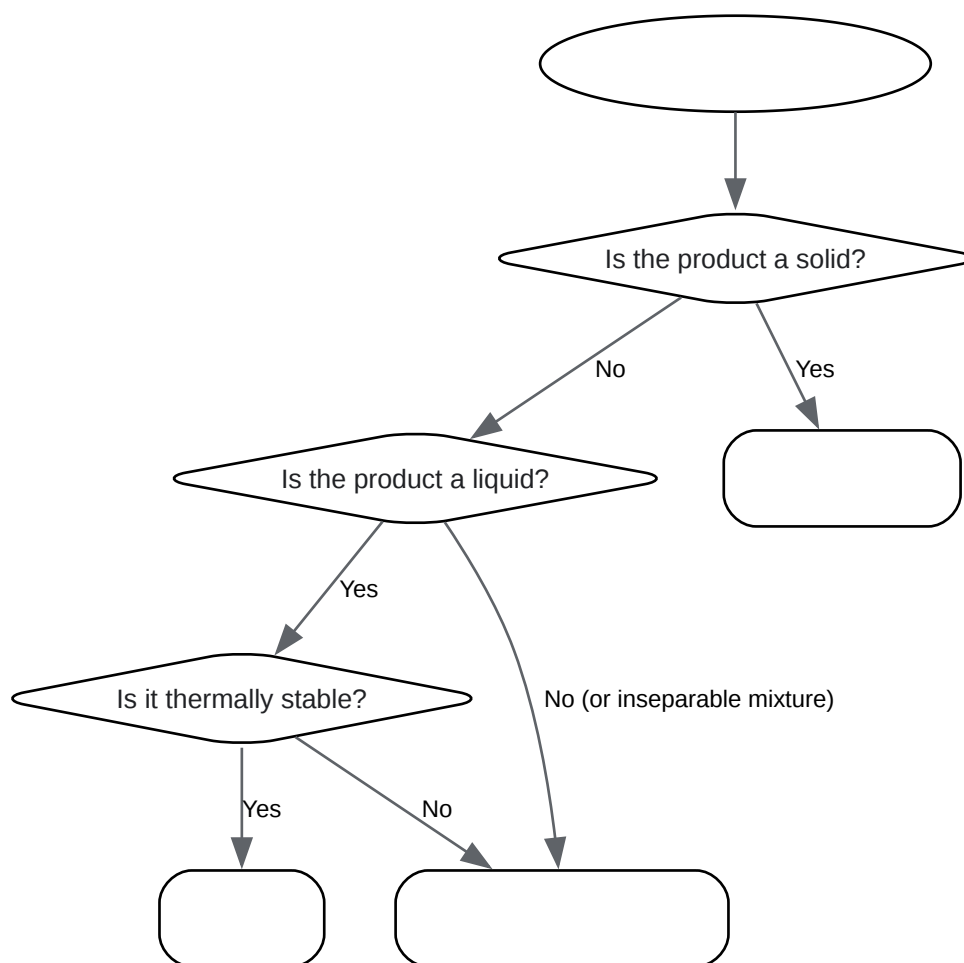 Is the product a solid?
No
Yes
Is the product a liquid?
Yes
Is it thermally stable?
No (or inseparable mixture)
Yes
No